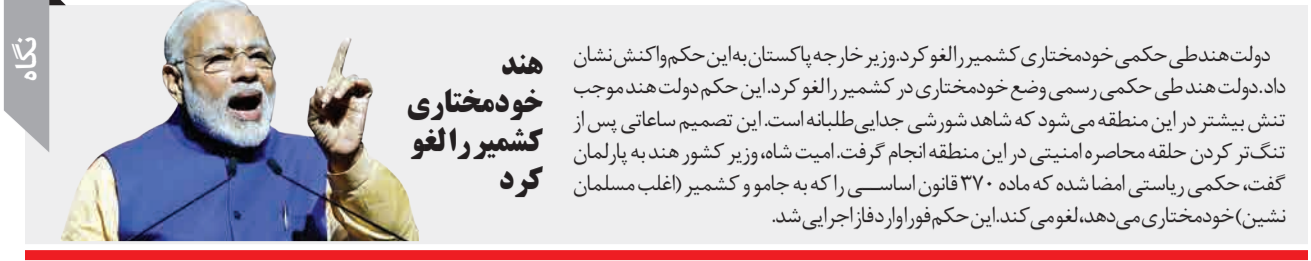 نگاه
هند
خودمختاری
کشمیر را لغو
کرد
دولت هند طی حکمی خودمختاری کشمیر را لغو کرد. وزیر خارجه پاکستان به این حکم واکنش نشان
داد. دولت هند طی حکمی رسمی وضع خودمختاری در کشمیر را لغو کرد. این حکم دولت هند موجب
تنش بیشتر در این منطقه می‌شود که شاهد شورشی جدایی‌طلبانه است. این تصمیم ساعاتی پس از
تنگ‌تر کردن حلقه محاصره امنیتی در این منطقه انجام گرفت. امیت شاه، وزیر کشور هند به پارلمان
گفت، حکمی ریاستی امضا شده که ماده ۳۷۰ قانون اساسی را که به جامو و کشمیر (اغلب مسلمان
نشین) خودمختاری می‌دهد، لغو می‌کند. این حکم فورا وارد فاز اجرایی شد.